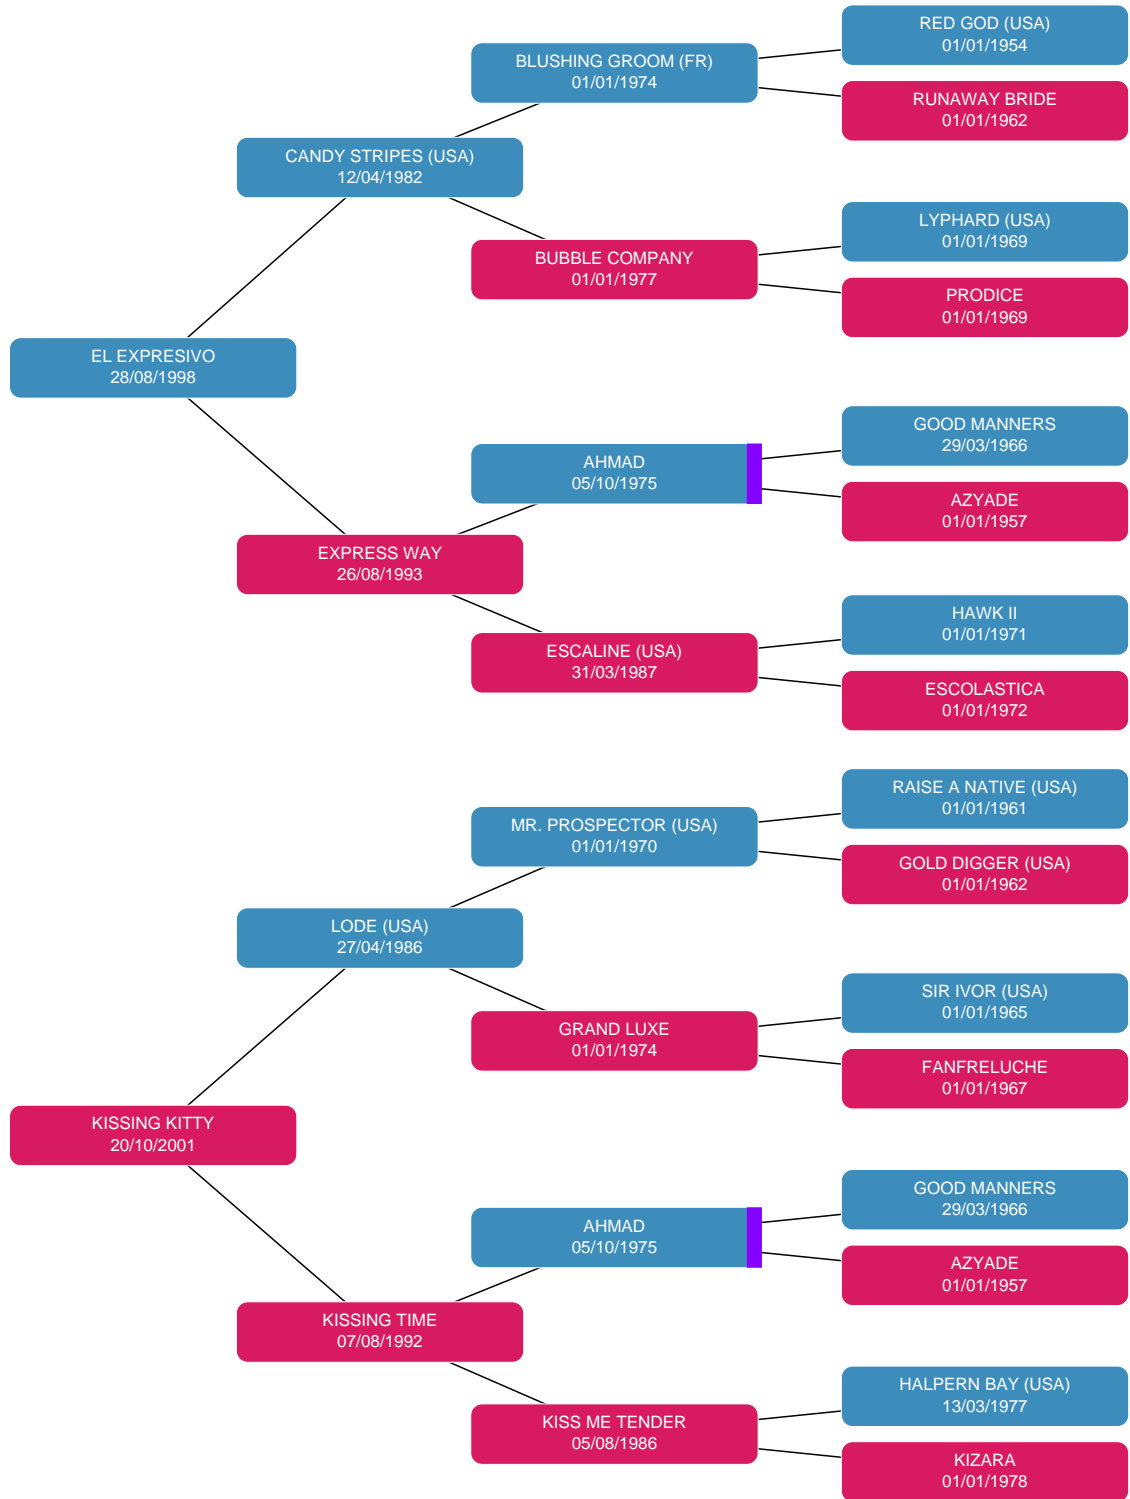 RED GOD (USA)
01/01/1954
BLUSHING GROOM (FR)
01/01/1974
RUNAWAY BRIDE
01/01/1962
CANDY STRIPES (USA)
12/04/1982
LYPHARD (USA)
01/01/1969
BUBBLE COMPANY
01/01/1977
PRODICE
01/01/1969
EL EXPRESIVO
28/08/1998
GOOD MANNERS
29/03/1966
AHMAD
05/10/1975
AZYADE
01/01/1957
EXPRESS WAY
26/08/1993
HAWK II
01/01/1971
ESCALINE (USA)
31/03/1987
ESCOLASTICA
01/01/1972
RAISE A NATIVE (USA)
01/01/1961
MR. PROSPECTOR (USA)
01/01/1970
GOLD DIGGER (USA)
01/01/1962
LODE (USA)
27/04/1986
SIR IVOR (USA)
01/01/1965
GRAND LUXE
01/01/1974
FANFRELUCHE
01/01/1967
KISSING KITTY
20/10/2001
GOOD MANNERS
29/03/1966
AHMAD
05/10/1975
AZYADE
01/01/1957
KISSING TIME
07/08/1992
HALPERN BAY (USA)
13/03/1977
KISS ME TENDER
05/08/1986
KIZARA
01/01/1978